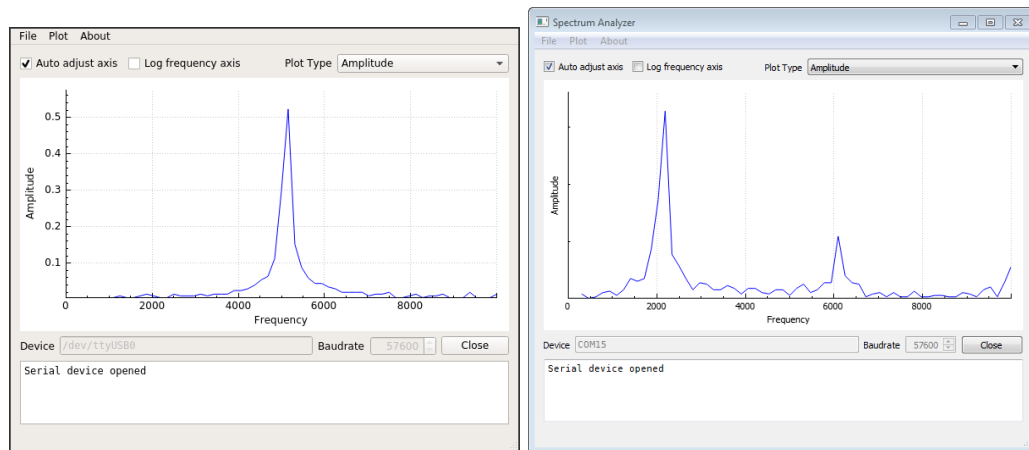 File Plot About
Auto adjust axis Log frequency axis Plot Type Amplitude
0.5
0.4
0.3
0.2
0.1
Amplitude
0 2000 4000 6000 8000
Frequency
Device /dev/ttyUSB0 Baudrate 57600 Close
Serial device opened
Spectrum Analyzer
File Plot About
Auto adjust axis Log frequency axis Plot Type Amplitude
Amplitude
0 2000 4000 6000 8000
Frequency
Device COM15 Baudrate 57600 Close
Serial device opened